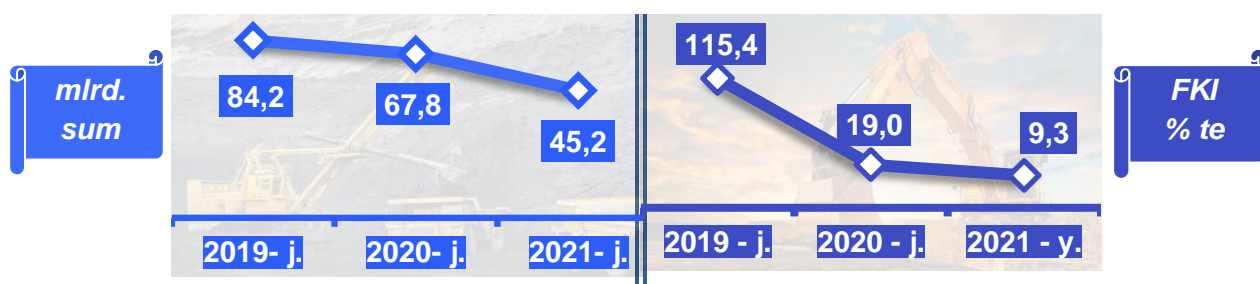 mlrd.
sum
84,2
67,8
45,2
2019- j.
2020- j.
2021- j.
115,4
19,0
9,3
2019 - j.
2020 - j.
2021 - y.
FKI
% te